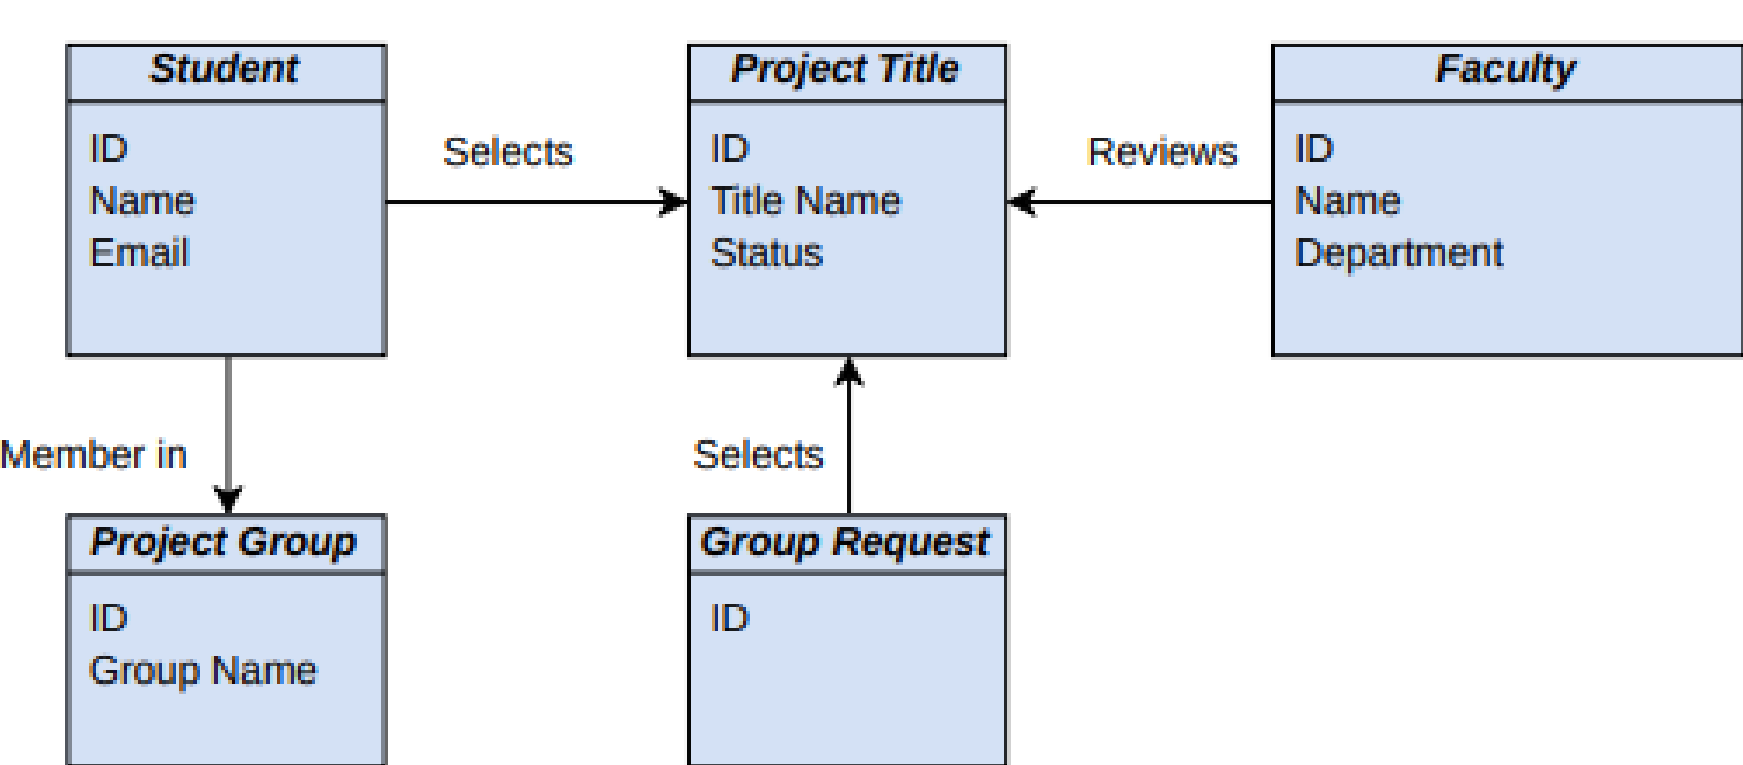 Student
ID
Name
Email
Selects
Project Title
ID
Title Name
Status
Reviews
Faculty
ID
Name
Department
Member in
Selects
Project Group
ID
Group Name
Group Request
ID